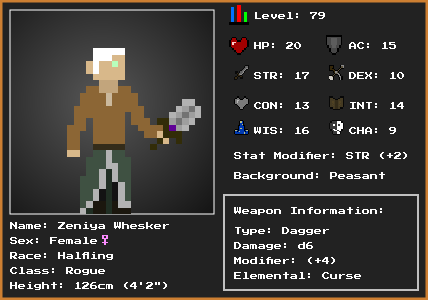 Level: 79
HP: 20
AC: 15
STR: 17
DEX: 10
CON: 13
INT: 14
WIS: 16
CHA: 9
Stat Modifier: STR (+2)
Background: Peasant
Weapon Information:
Type: Dagger
Damage: d6
Modifier: (+4)
Elemental: Curse
Name: Zeniya Whesker
Sex: Female♀
Race: Halfling
Class: Rogue
Height: 126cm (4'2")